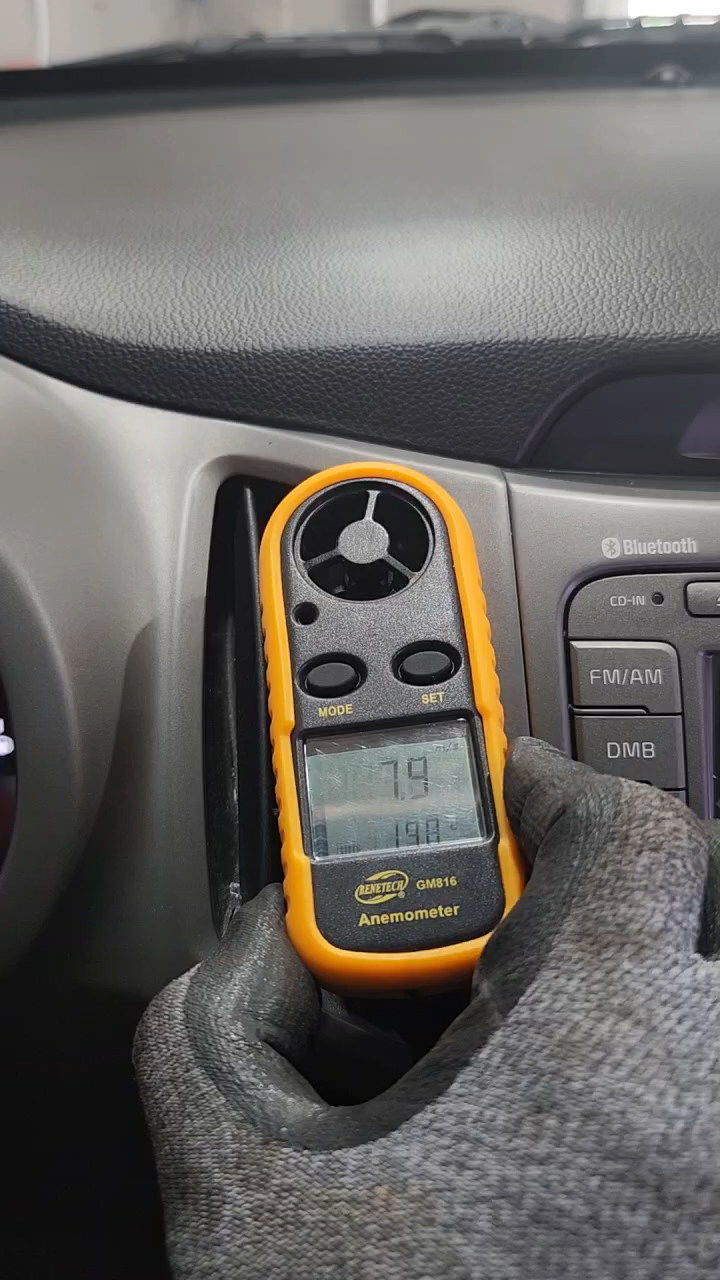 Bluetooth
CD-IN
FM/AM
DMB
MODE
SET
m/s
7.9
19.8
BENETECH
®
GM816
Anemometer